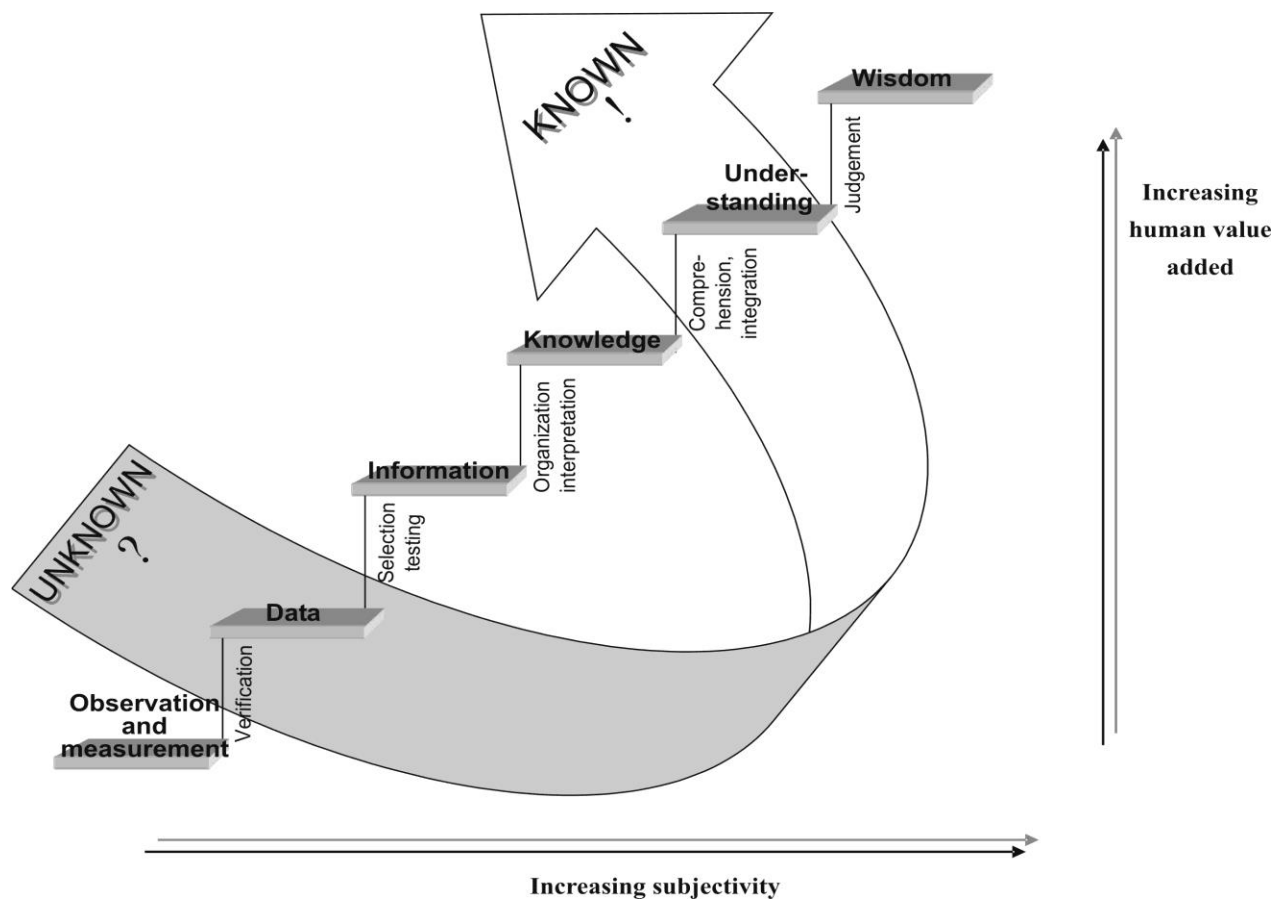 KNOWN
!
Wisdom
Judgement
Under-
standing
Compre-
hension,
integration
Knowledge
Organization
interpretation
Information
Selection
testing
Data
Verification
Observation
and
measurement
UNKNOWN
?
Increasing
human value
added
Increasing subjectivity